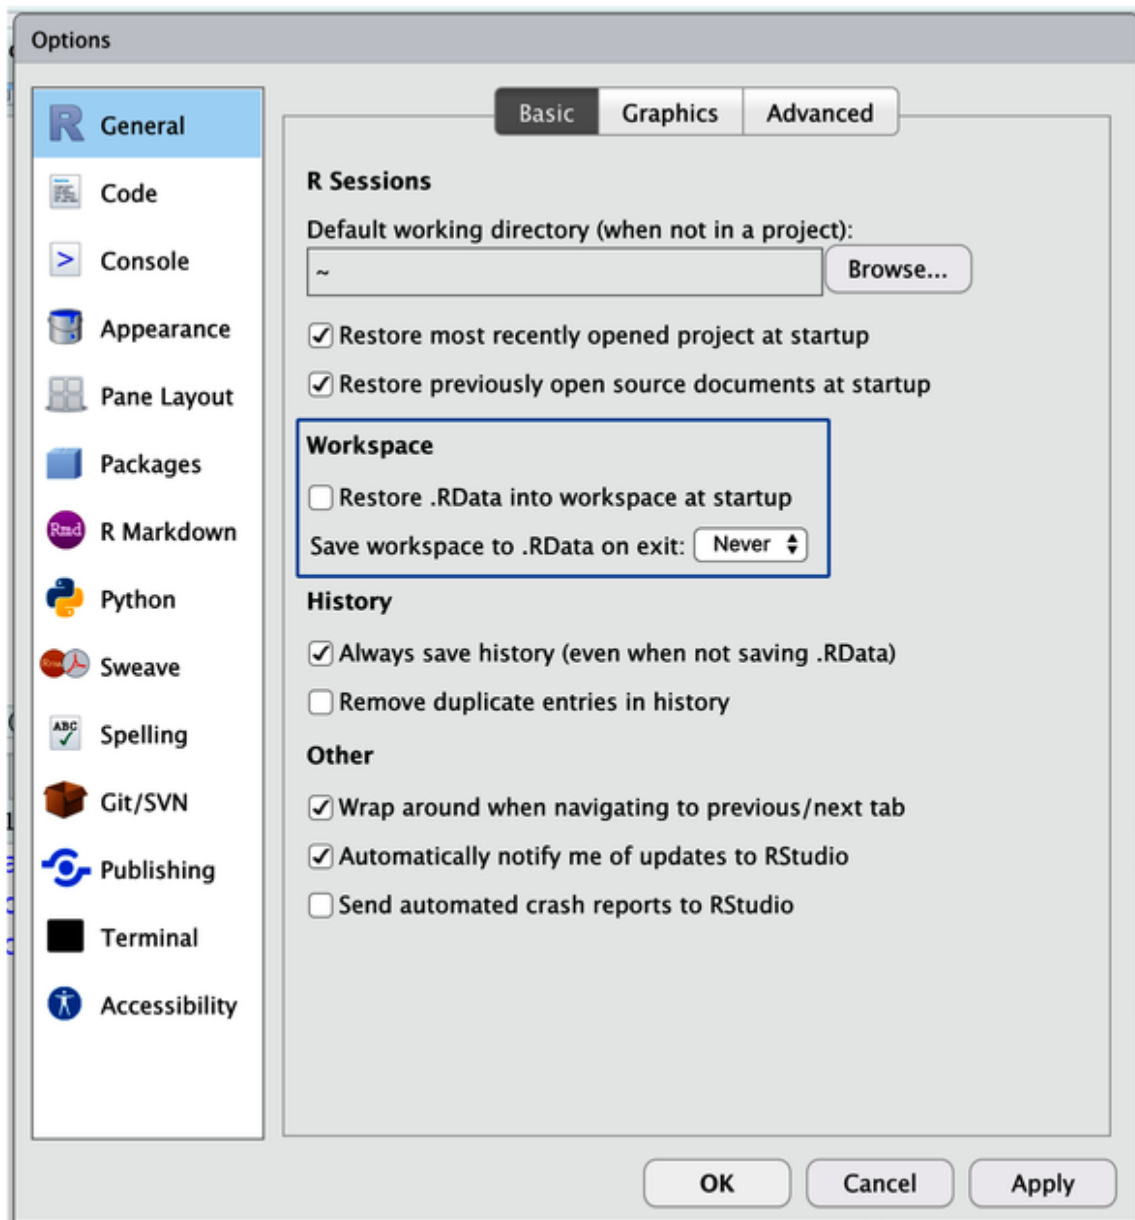 Options
General
Code
Console
Appearance
Pane Layout
Packages
R Markdown
Python
Sweave
Spelling
Git/SVN
Publishing
Terminal
Accessibility
Basic Graphics Advanced
R Sessions
Default working directory (when not in a project):
~ Browse...
Restore most recently opened project at startup
Restore previously open source documents at startup
Workspace
Restore .RData into workspace at startup
Save workspace to .RData on exit: Never
History
Always save history (even when not saving .RData)
Remove duplicate entries in history
Other
Wrap around when navigating to previous/next tab
Automatically notify me of updates to RStudio
Send automated crash reports to RStudio
OK Cancel Apply